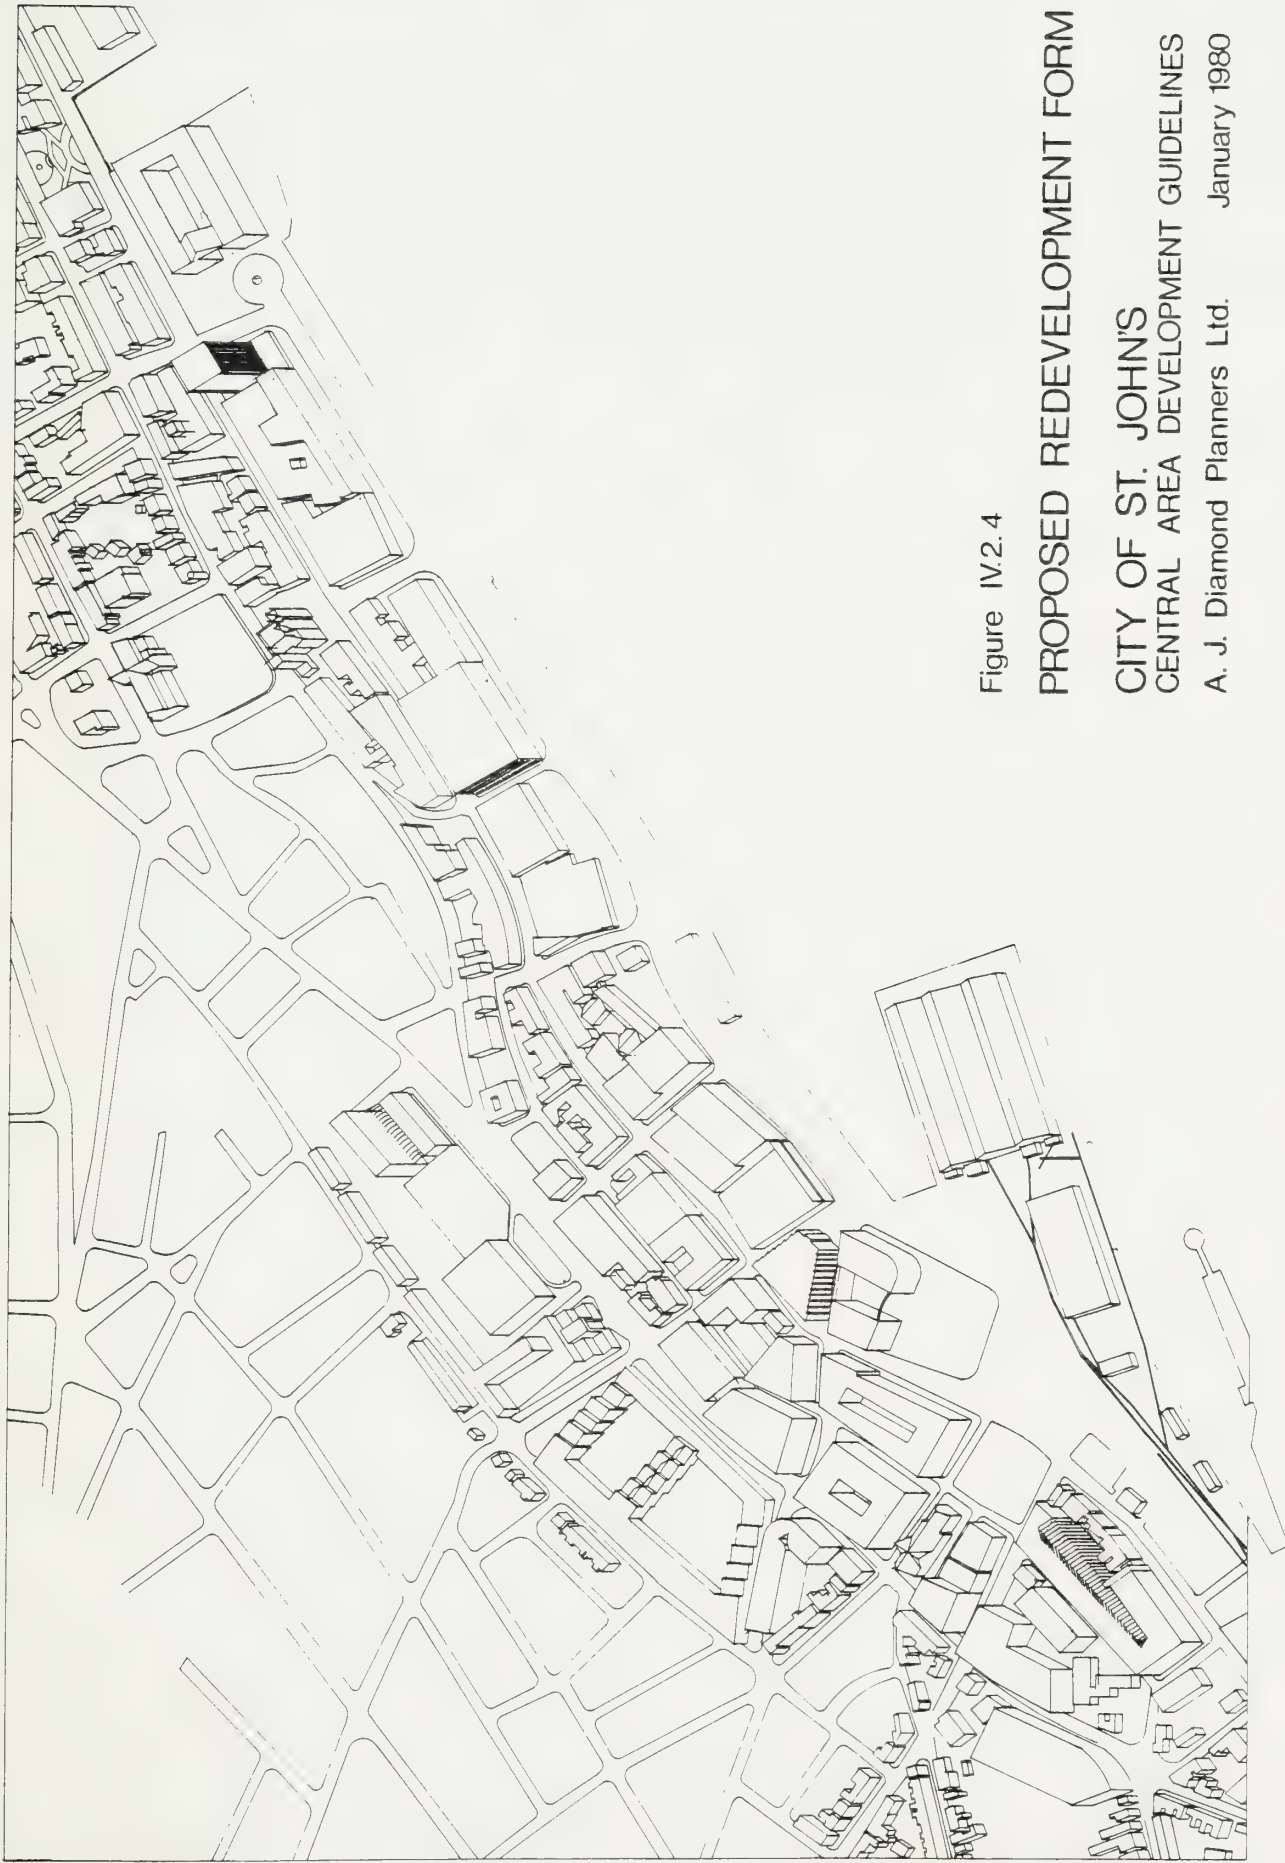 Figure IV.2.4
PROPOSED REDEVELOPMENT FORM
CITY OF ST. JOHN'S
CENTRAL AREA DEVELOPMENT GUIDELINES
A. J. Diamond Planners Ltd. January 1980